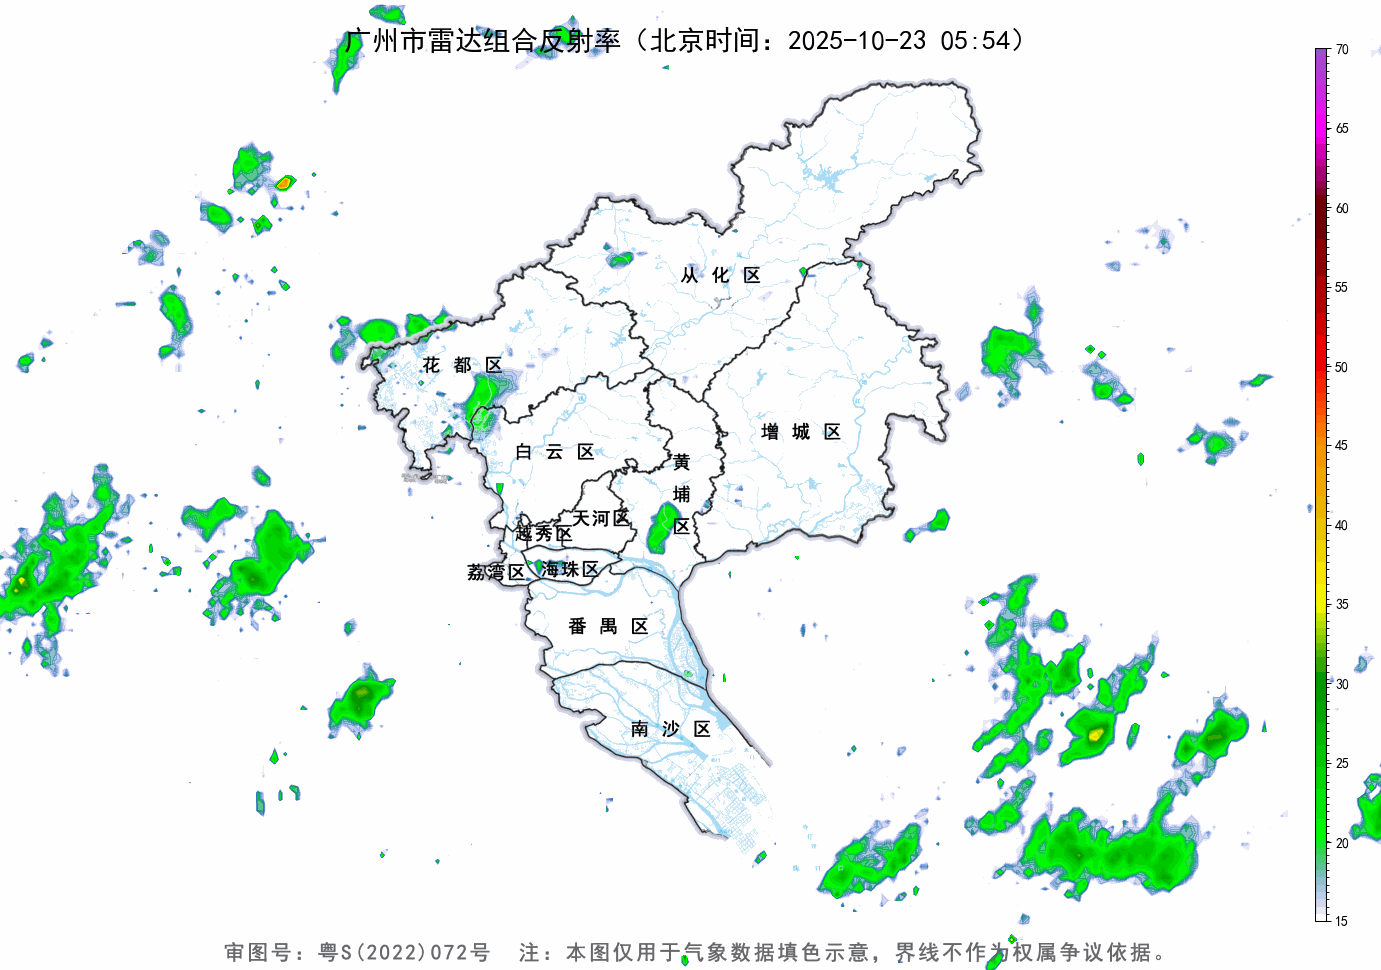 广州市雷达组合反射率（北京时间：2025-10-23 05:54）
70
65
60
55
50
45
40
35
30
25
20
15
从化区
花都区
增城区
白云区
黄埔区
天河区
越秀区
荔湾区
海珠区
番禺区
南沙区
审图号：粤S(2022)072号 注：本图仅用于气象数据填色示意，界线不作为权属争议依据。